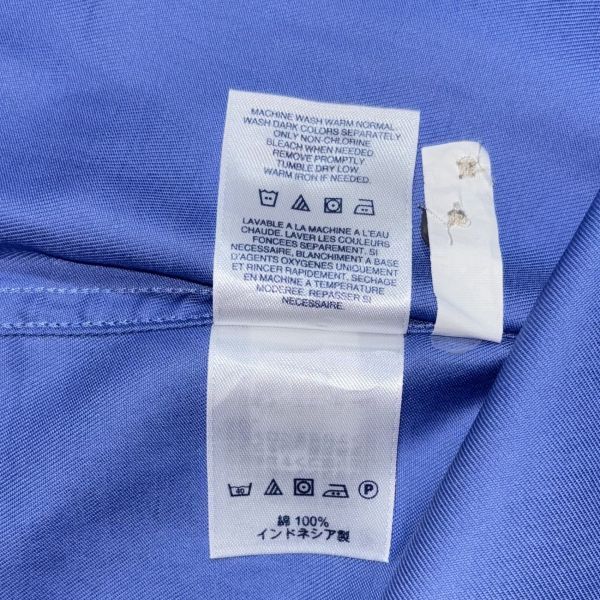 MACHINE WASH WARM NORMAL
WASH DARK COLORS SEPARATELY
ONLY NON-CHLORINE
BLEACH WHEN NEEDED
REMOVE PROMPTLY
TUMBLE DRY LOW
WARM IRON IF NEEDED.
LAVABLE A LA MACHINE A L'EAU
CHAUDE. LAVER LES COULEURS
FONCEES SEPAREMENT. SI
NECESSAIRE, BLANCHIMENT A BASE
D'AGENTS OXYGENES UNIQUEMENT
ET RINCER RAPIDEMENT. SECHAGE
EN MACHINE A TEMPERATURE
MODEREE. REPASSER SI
NECESSAIRE.
40 P
綿 100%
インドネシア製